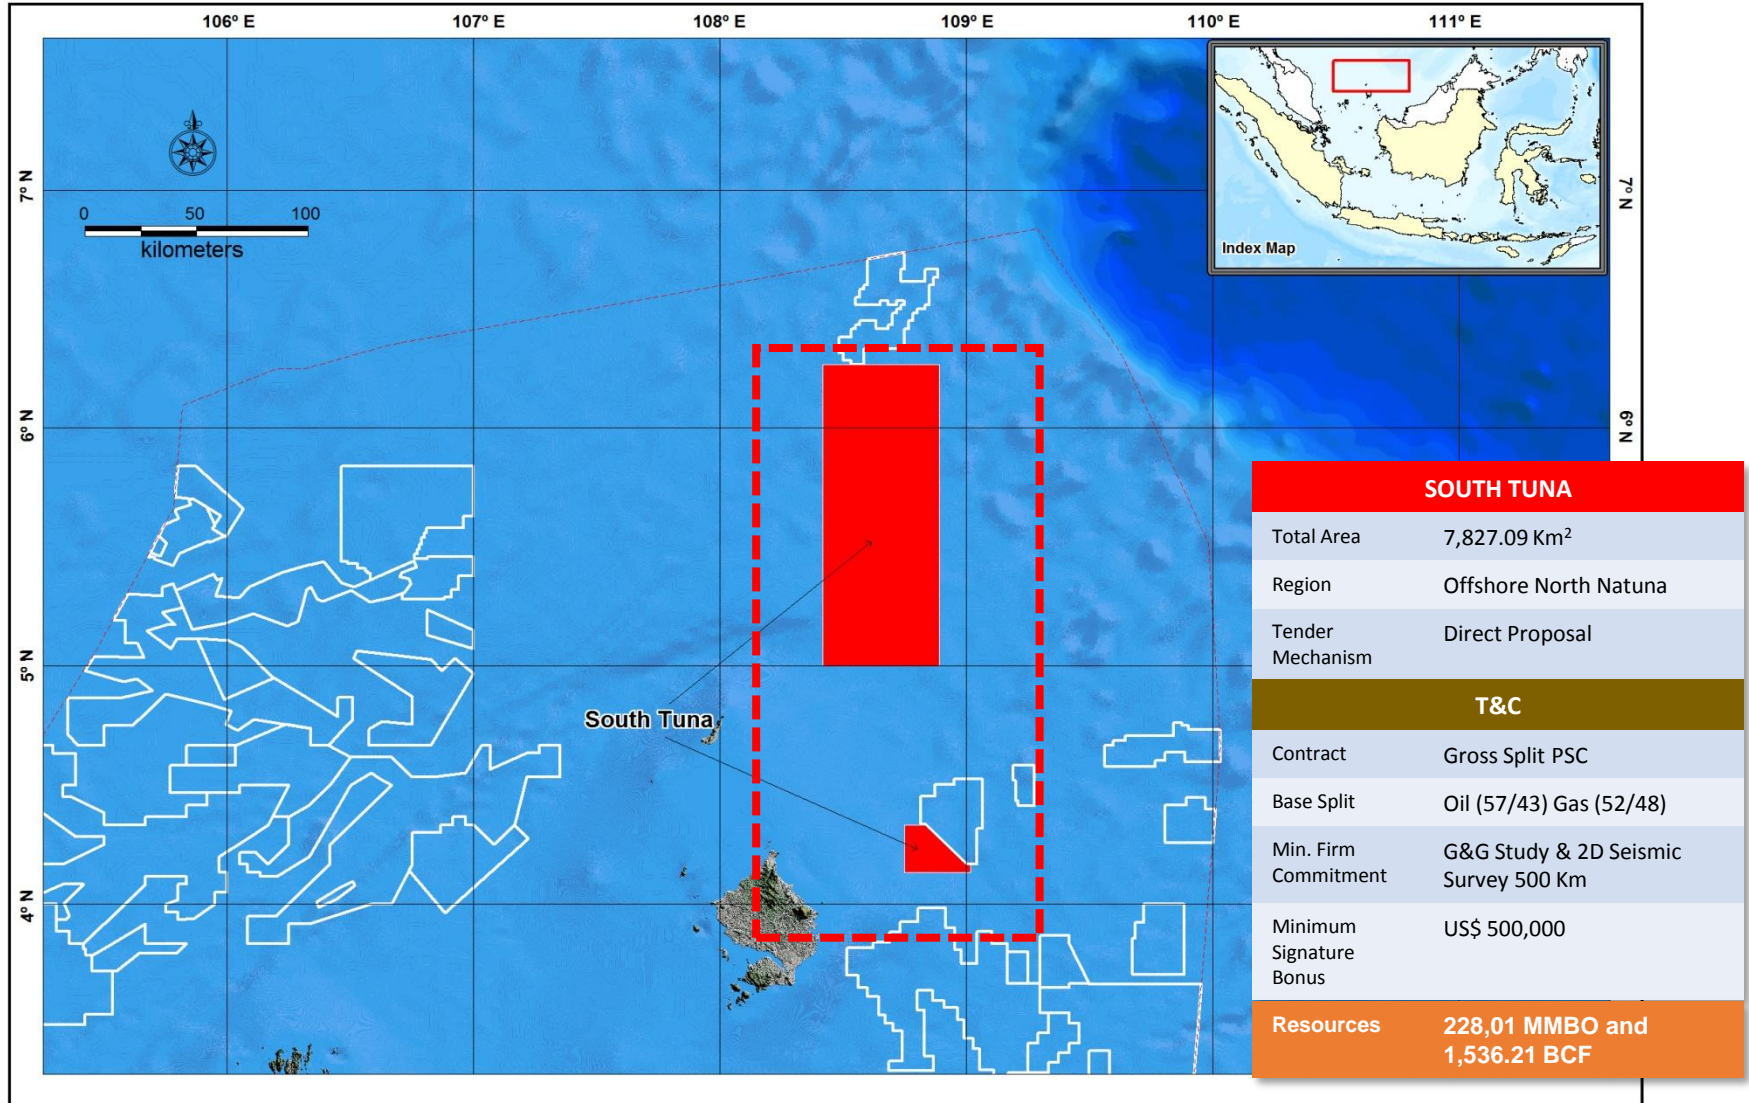 106° E 107° E 108° E 109° E 110° E 111° E
7° N
7° N
0 50 100
kilometers
Index Map
6° N
6° N
5° N
4° N
South Tuna
SOUTH TUNA
Total Area 7,827.09 Km²
Region Offshore North Natuna
Tender Direct Proposal
Mechanism
T&C
Contract Gross Split PSC
Base Split Oil (57/43) Gas (52/48)
Min. Firm G&G Study & 2D Seismic
Commitment Survey 500 Km
Minimum US$ 500,000
Signature
Bonus
Resources 228,01 MMBO and
1,536.21 BCF